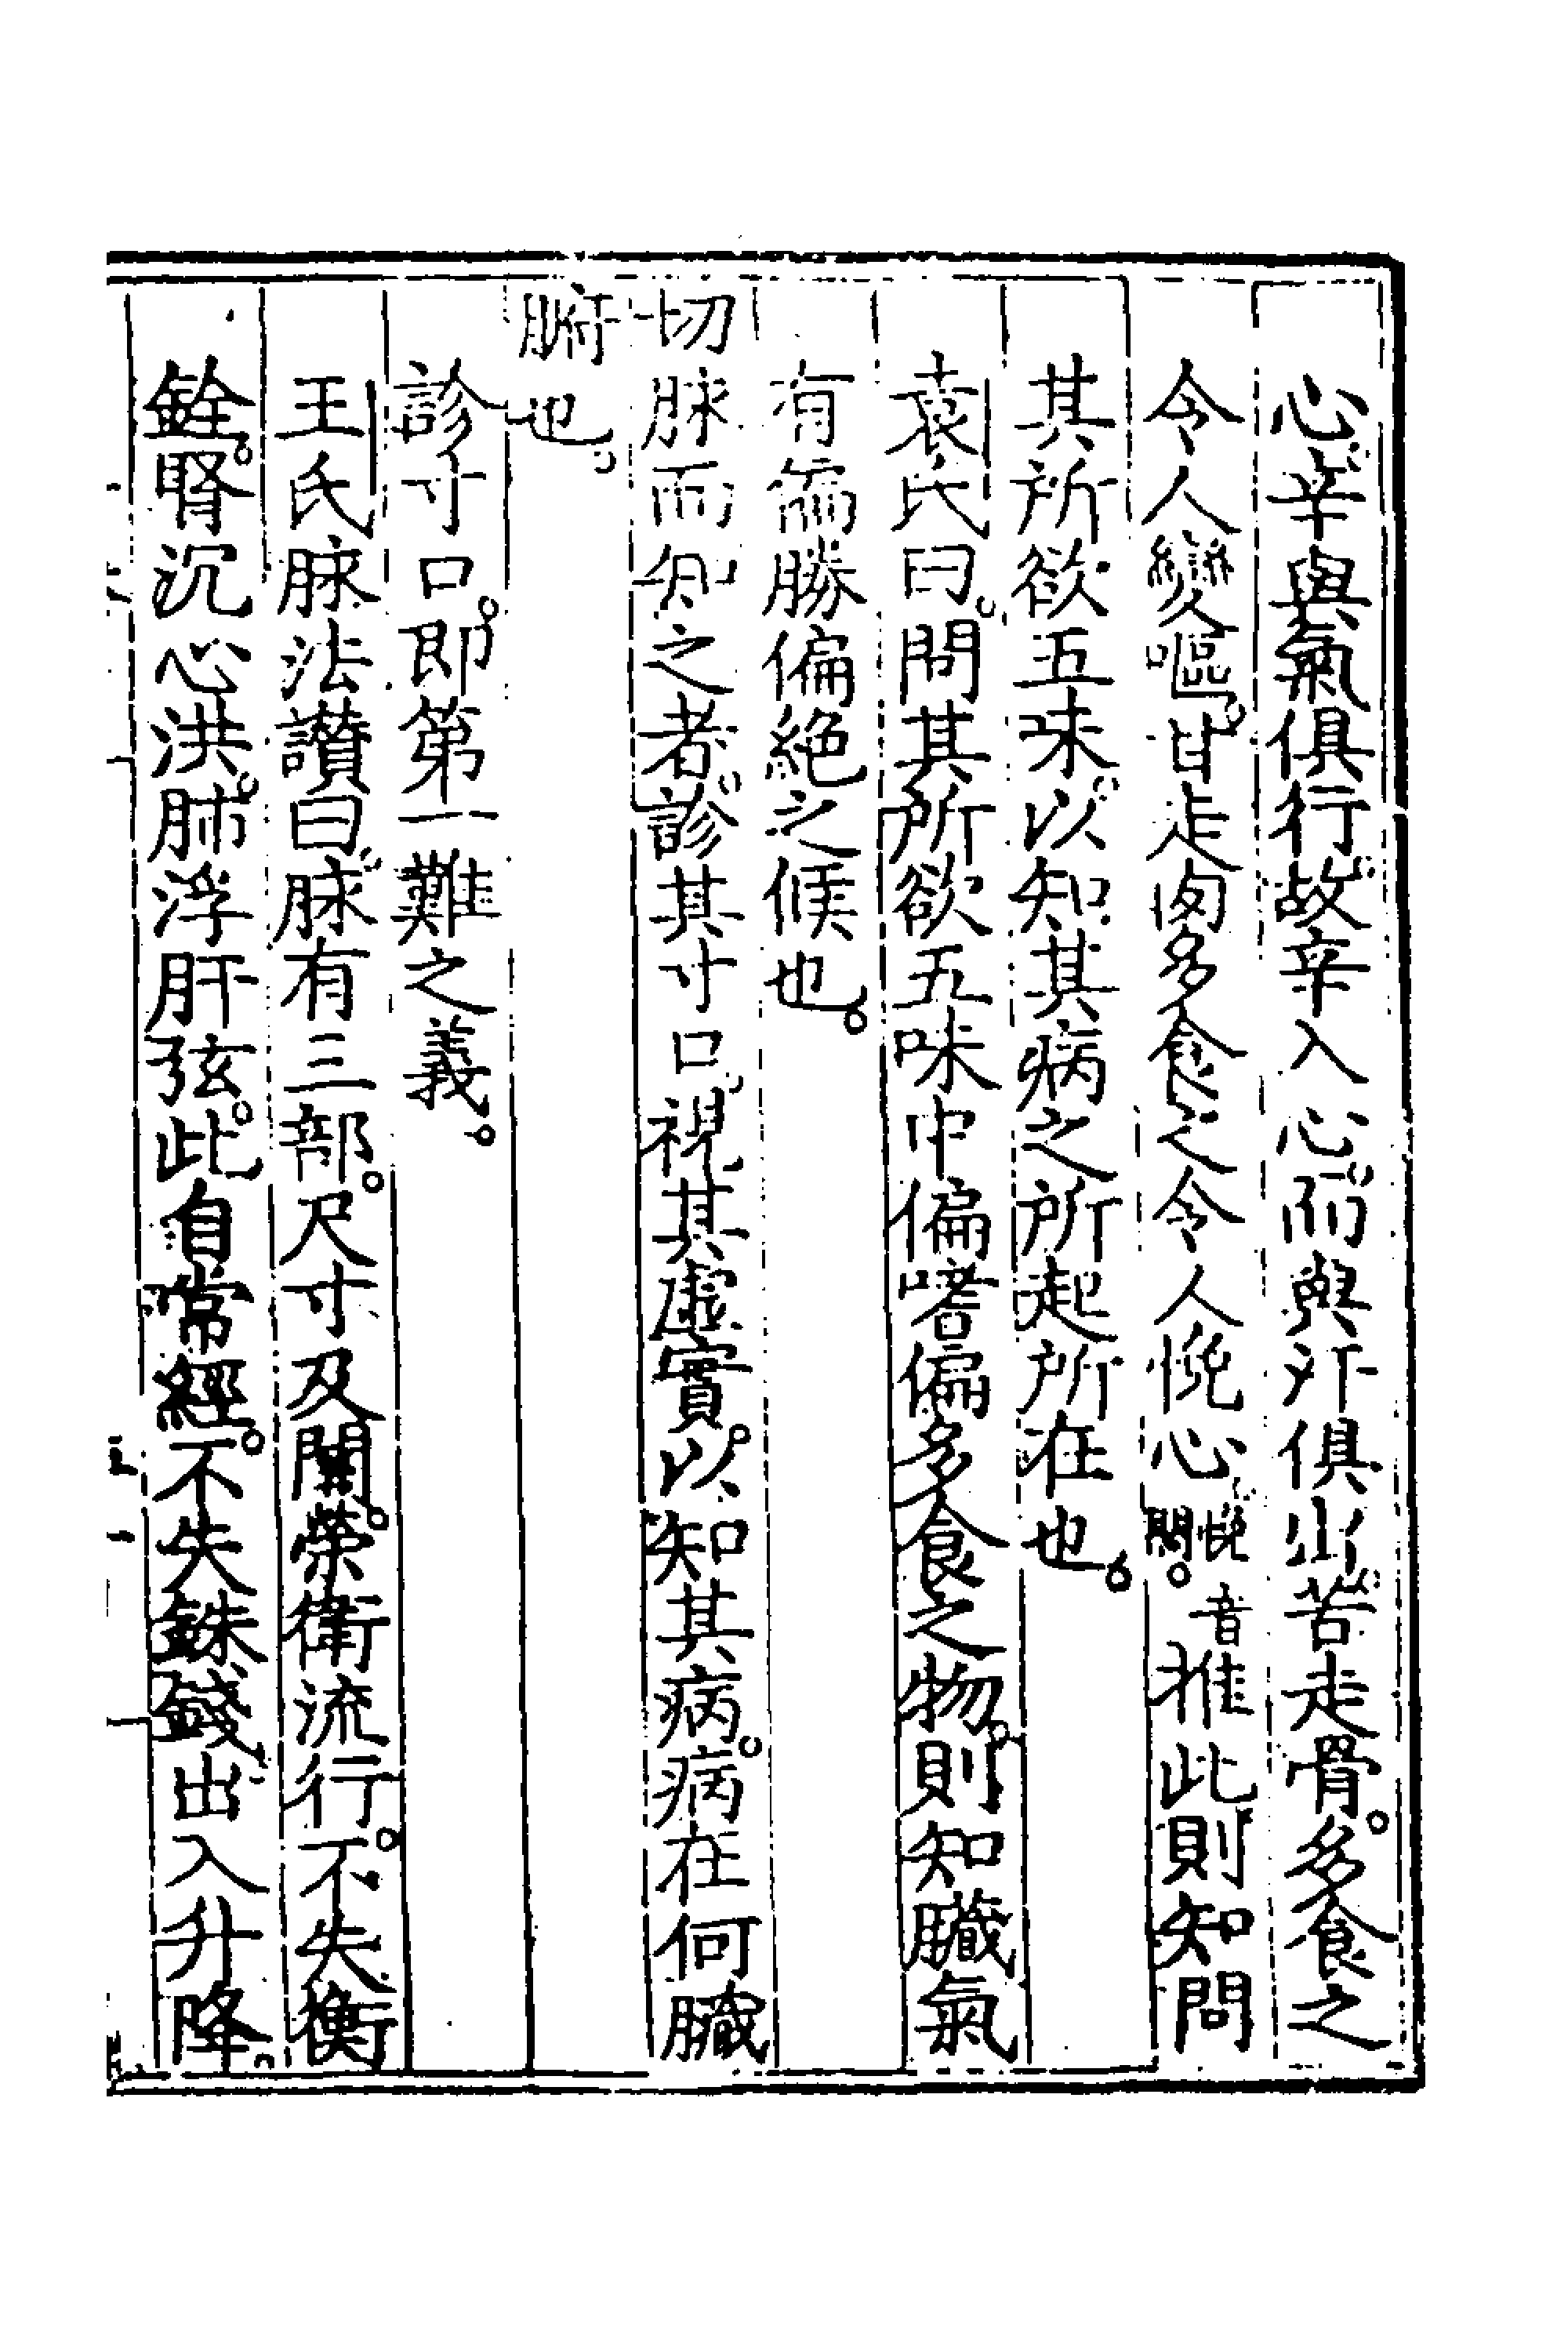 心。辛與氣俱行。故辛入心。而與汗俱出。苦走骨。多食之
令人變嘔。甘走肉多食之令人悗心。悗音悶。推此則知問
其所欲五味。以知其病之所起所在也。
袁氏曰。問其所欲五味中偏嗜偏多食之物。則知臟氣
有偏勝偏絕之候也。
切脉而知之者。診其寸口。視其虛實。以知其病。病在何臟
腑也。
診寸口。即第一難之義。
王氏脉法讚曰。脉有三部。尺寸及關。榮衛流行。不失衡
銓。腎沉心洪。肺浮肝弦。此自常經。不失銖錢。出入升降。